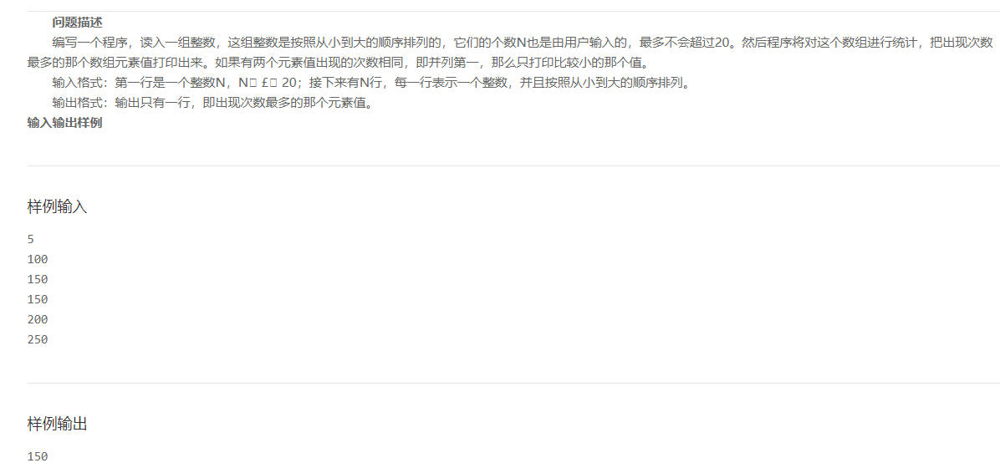 问题描述
编写一个程序，读入一组整数，这组整数是按照从小到大的顺序排列的，它们的个数N也是由用户输入的，最多不会超过20。然后程序将对这个数组进行统计，把出现次数
最多的那个数组元素值打印出来。如果有两个元素值出现的次数相同，即并列第一，那么只打印比较小的那个值。
输入格式：第一行是一个整数N，N £ 20；接下来有N行，每一行表示一个整数，并且按照从小到大的顺序排列。
输出格式：输出只有一行，即出现次数最多的那个元素值。
输入输出样例
样例输入
5
100
150
150
200
250
样例输出
150